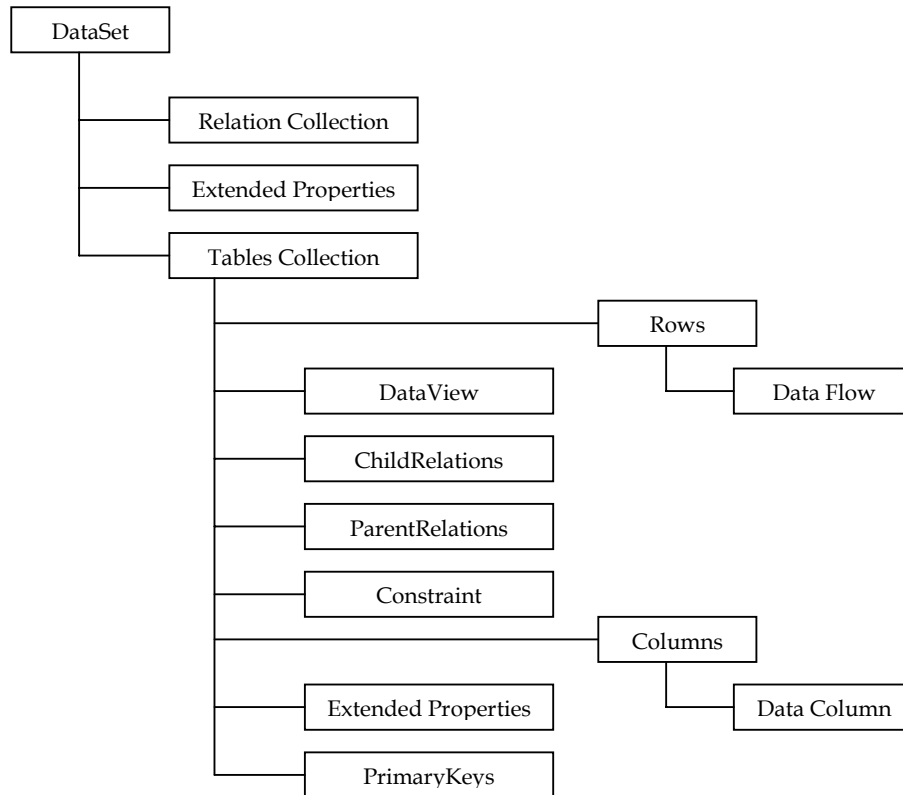 DataSet
Relation Collection
Extended Properties
Tables Collection
Rows
DataView
Data Flow
ChildRelations
ParentRelations
Constraint
Columns
Extended Properties
Data Column
PrimaryKeys